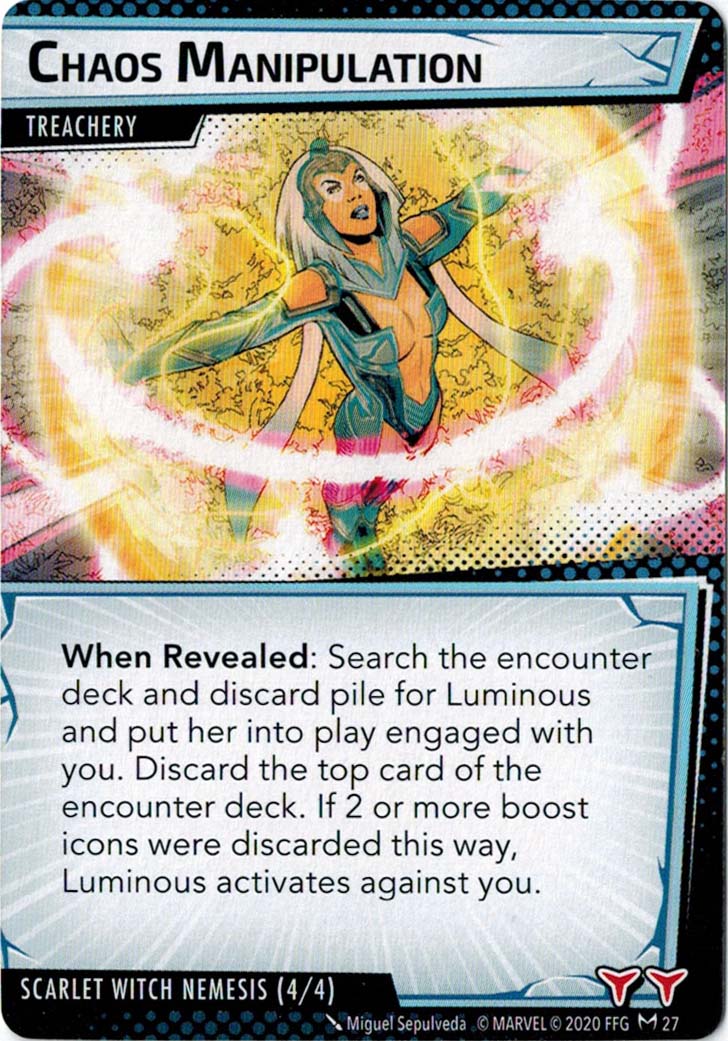 CHAOS MANIPULATION
TREACHERY
When Revealed: Search the encounter
deck and discard pile for Luminous
and put her into play engaged with
you. Discard the top card of the
encounter deck. If 2 or more boost
icons were discarded this way,
Luminous activates against you.
SCARLET WITCH NEMESIS (4/4)
Miguel Sepulveda © MARVEL © 2020 FFG 27